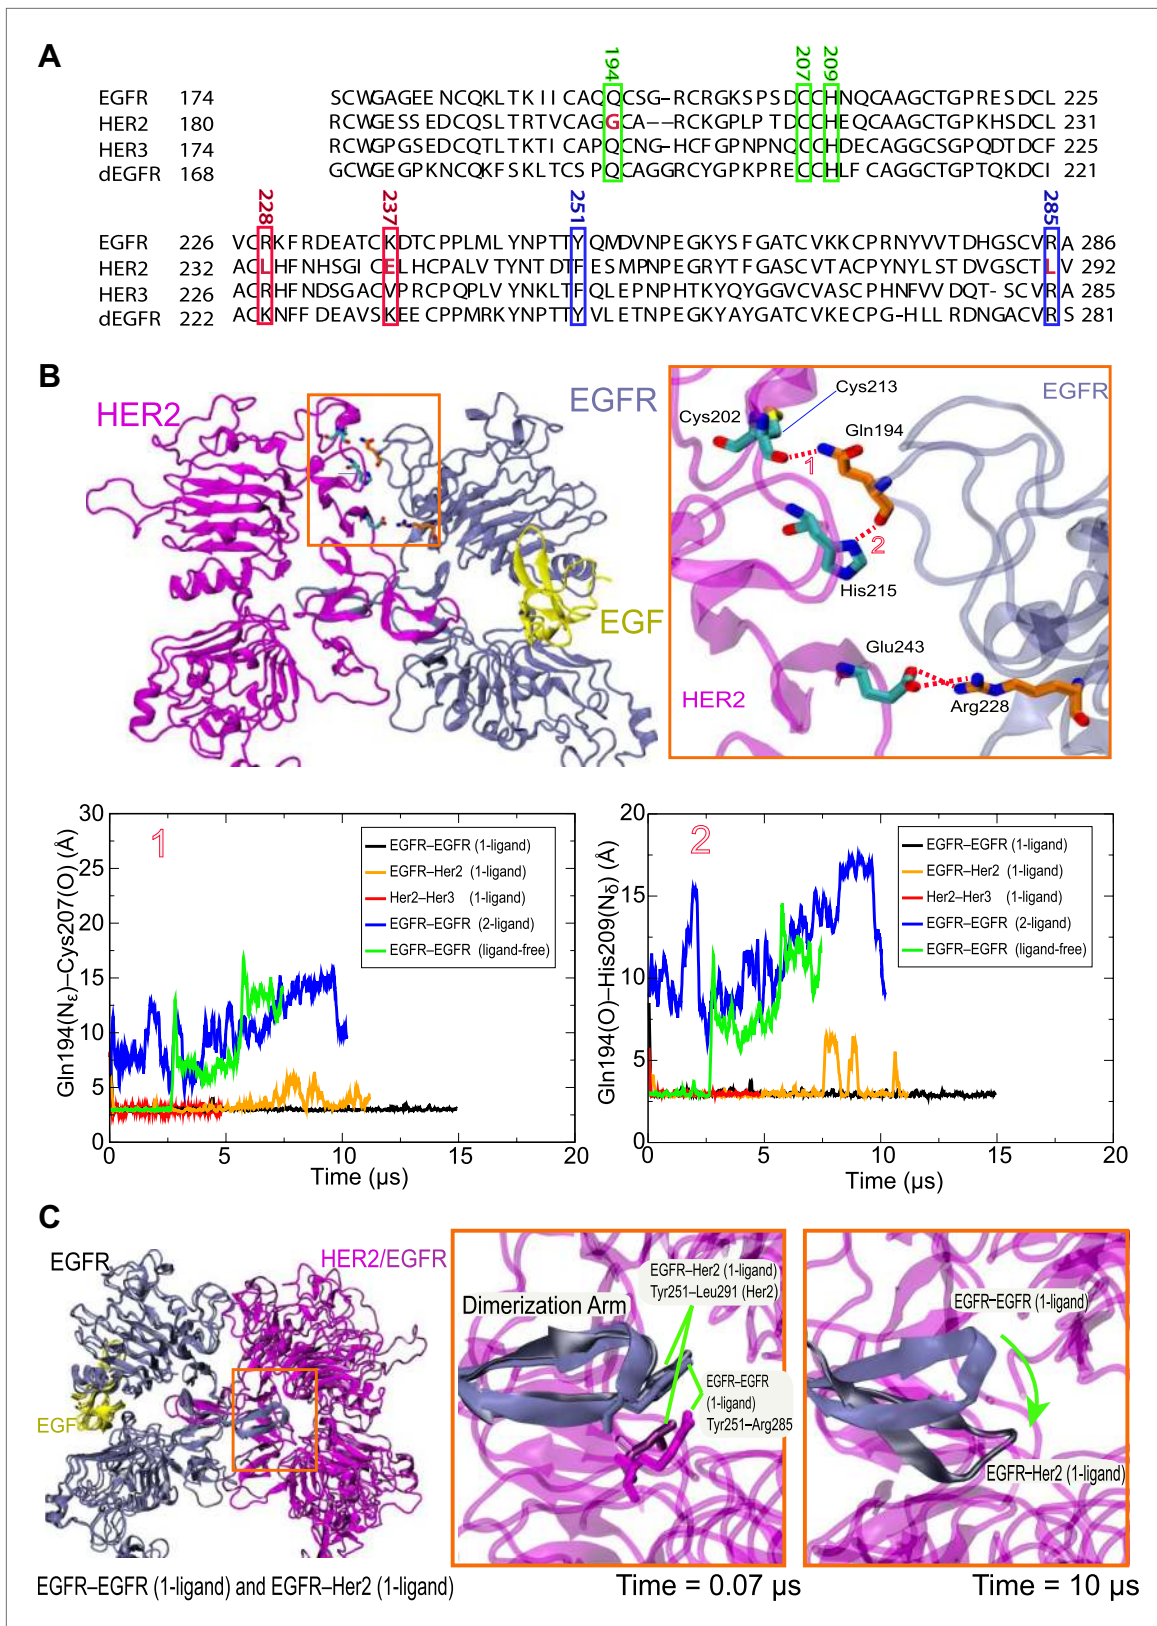 A
194
207
209
EGFR 174 SCWGAGEENCQKLTKIICAQQCSG-RCRGKSPSDCCHNQCAAGCTGPRESDCL 225
HER2 180 RCWGESSEDCQSLTRTVCAGGCA--RCKGPLPTDCCHEQCAAGCTGPKHSDCL 231
HER3 174 RCWGPGSEDCQTLTKTICAPQCNG-HCFGPNPNQCCHDECAGGCSGPQDTDCF 225
dEGFR 168 GCWGEGPKNCQKFSKLTCSPQCAGGRCYGPKPRECCHLFCAGGCTGPTQKDCI 221
228
237
251
285
EGFR 226 VCRKFRDEATCKDTCPPLMLYNPTTYQMDVNPEGKYSFGATCVKKCPRNYVVTDHGSCVRA 286
HER2 232 ACLHFNHSGICELHCPALVTYNTDTFESMPNPEGRYTFGASCVTACPYNYLSTDVGSCTLV 292
HER3 226 ACRHFNDSGACVPRCPQPLVYNKLTFQLEPNPHTKYQYGGVCVASCPHNFVVDQT-SCVRA 285
dEGFR 222 ACKNFFDEAVSKEECPPMRKYNPTTYVLETNPEGKYAYGATCVKECPG-HLLRDNGACVRS 281
B
HER2
EGFR
EGF
Cys213
Cys202
Gln194
EGFR
1
2
His215
Glu243
HER2
Arg228
1
Gln194(Nε)–Cys207(O) (Å)
30
25
20
15
10
5
0
EGFR–EGFR (1-ligand)
EGFR–Her2 (1-ligand)
Her2–Her3 (1-ligand)
EGFR–EGFR (2-ligand)
EGFR–EGFR (ligand-free)
0 5 10 15 20
Time (µs)
2
Gln194(O)–His209(Nδ) (Å)
20
15
10
5
0
EGFR–EGFR (1-ligand)
EGFR–Her2 (1-ligand)
Her2–Her3 (1-ligand)
EGFR–EGFR (2-ligand)
EGFR–EGFR (ligand-free)
0 5 10 15 20
Time (µs)
C
EGFR
HER2/EGFR
EGF
EGFR–EGFR (1-ligand) and EGFR–Her2 (1-ligand)
EGFR–Her2 (1-ligand)
Tyr251–Leu291 (Her2)
Dimerization Arm
EGFR–EGFR
(1-ligand)
Tyr251–Arg285
Time = 0.07 µs
EGFR–EGFR (1-ligand)
EGFR–Her2 (1-ligand)
Time = 10 µs